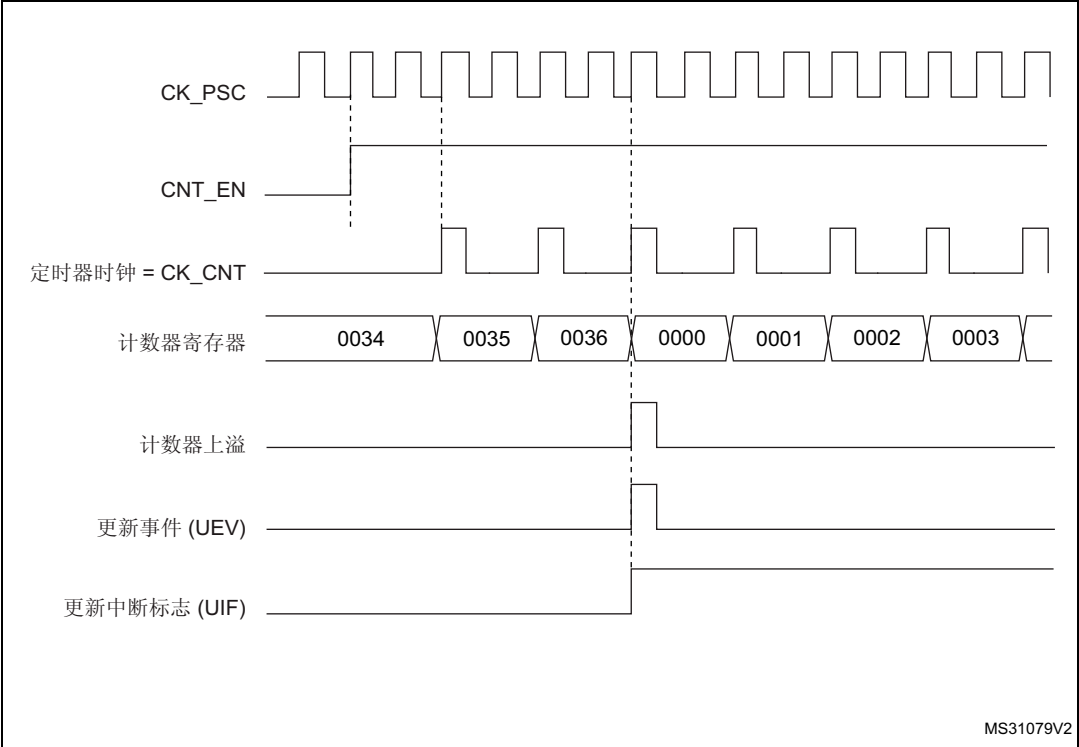 CK_PSC
CNT_EN
定时器时钟 = CK_CNT
计数器寄存器 0034 0035 0036 0000 0001 0002 0003
计数器上溢
更新事件 (UEV)
更新中断标志 (UIF)
MS31079V2